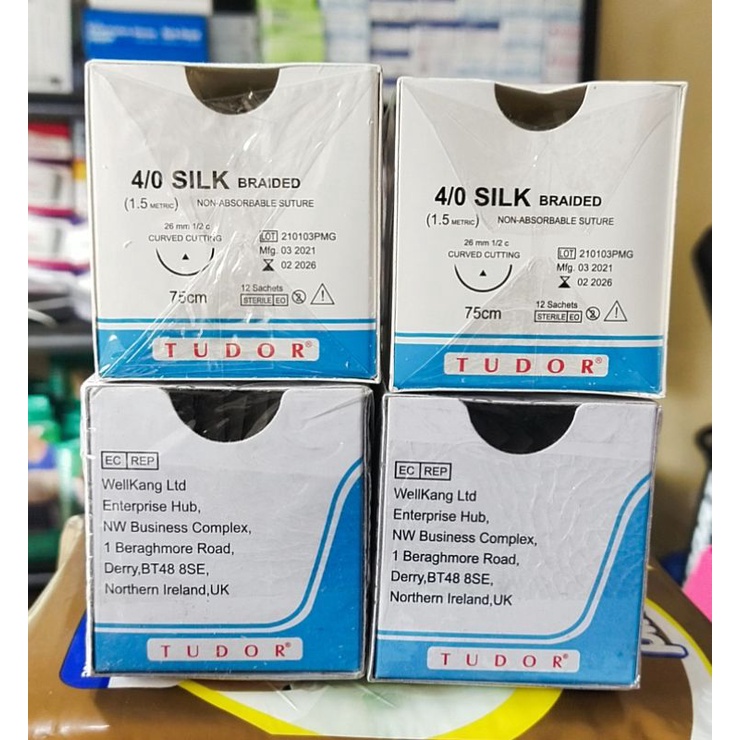 4/0 SILK BRAIDED
(1.5 METRIC) NON-ABSORBABLE SUTURE
26 mm 1/2 c
CURVED CUTTING
LOT 210103PMG
Mfg. 03 2021
02 2026
75cm
12 Sachets
STERILE EO
TUDOR®
4/0 SILK BRAIDED
(1.5 METRIC) NON-ABSORBABLE SUTURE
26 mm 1/2 c
CURVED CUTTING
LOT 210103PMG
Mfg. 03 2021
02 2026
75cm
12 Sachets
STERILE EO
TUDOR®
EC REP
WellKang Ltd
Enterprise Hub,
NW Business Complex,
1 Beraghmore Road,
Derry,BT48 8SE,
Northern Ireland,UK
TUDOR®
EC REP
WellKang Ltd
Enterprise Hub,
NW Business Complex,
1 Beraghmore Road,
Derry,BT48 8SE,
Northern Ireland,UK
TUDOR®